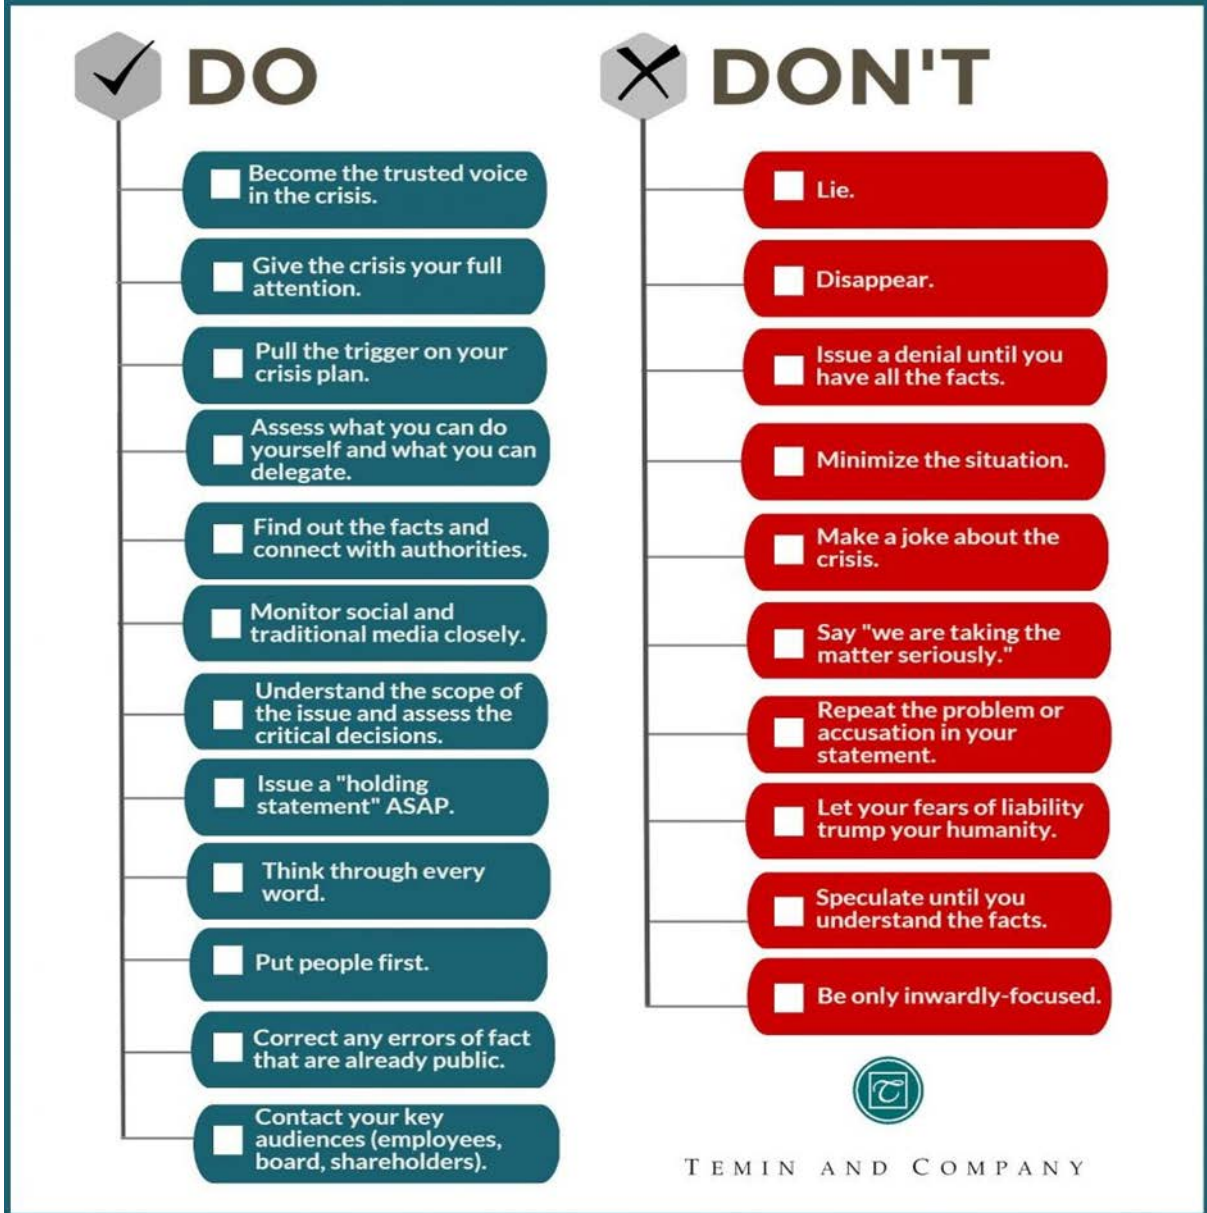 DO
Become the trusted voice
in the crisis.
Give the crisis your full
attention.
Pull the trigger on your
crisis plan.
Assess what you can do
yourself and what you can
delegate.
Find out the facts and
connect with authorities.
Monitor social and
traditional media closely.
Understand the scope of
the issue and assess the
critical decisions.
Issue a "holding
statement" ASAP.
Think through every
word.
Put people first.
Correct any errors of fact
that are already public.
Contact your key
audiences (employees,
board, shareholders).
DON'T
Lie.
Disappear.
Issue a denial until you
have all the facts.
Minimize the situation.
Make a joke about the
crisis.
Say "we are taking the
matter seriously."
Repeat the problem or
accusation in your
statement.
Let your fears of liability
trump your humanity.
Speculate until you
understand the facts.
Be only inwardly-focused.
T
TEMIN AND COMPANY